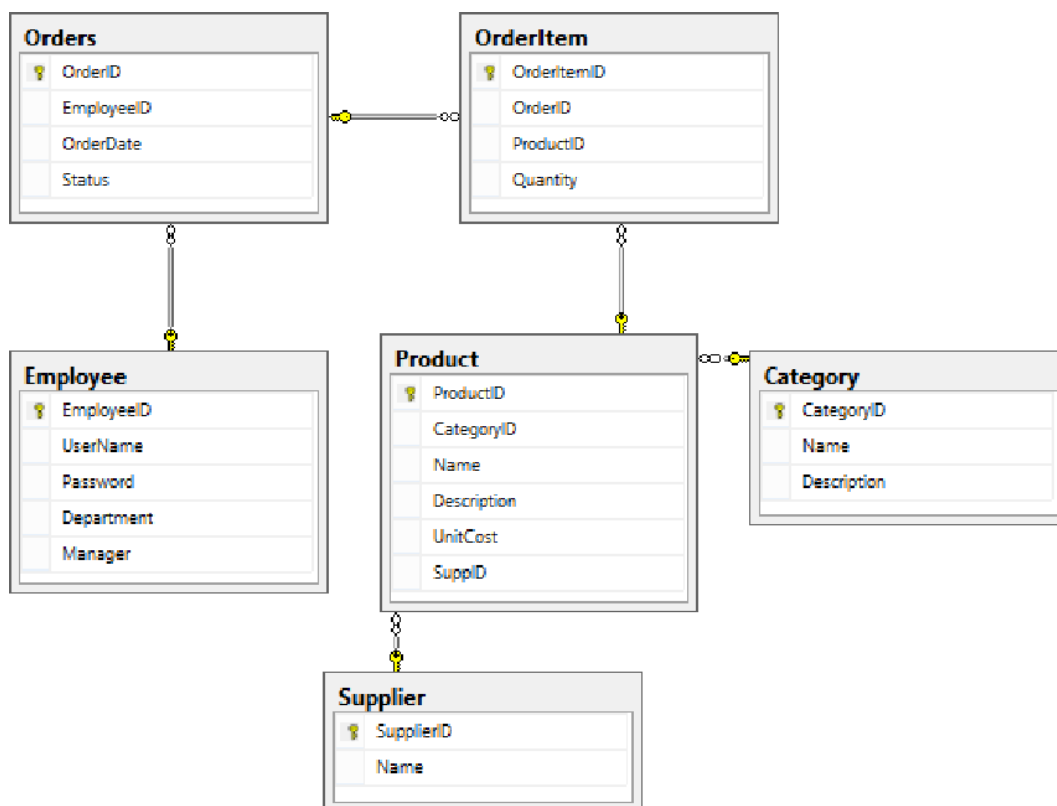 Orders
OrderID
EmployeeID
OrderDate
Status
OrderItem
OrderItemID
OrderID
ProductID
Quantity
Employee
EmployeeID
UserName
Password
Department
Manager
Product
ProductID
CategoryID
Name
Description
UnitCost
SuppID
Category
CategoryID
Name
Description
Supplier
SupplierID
Name